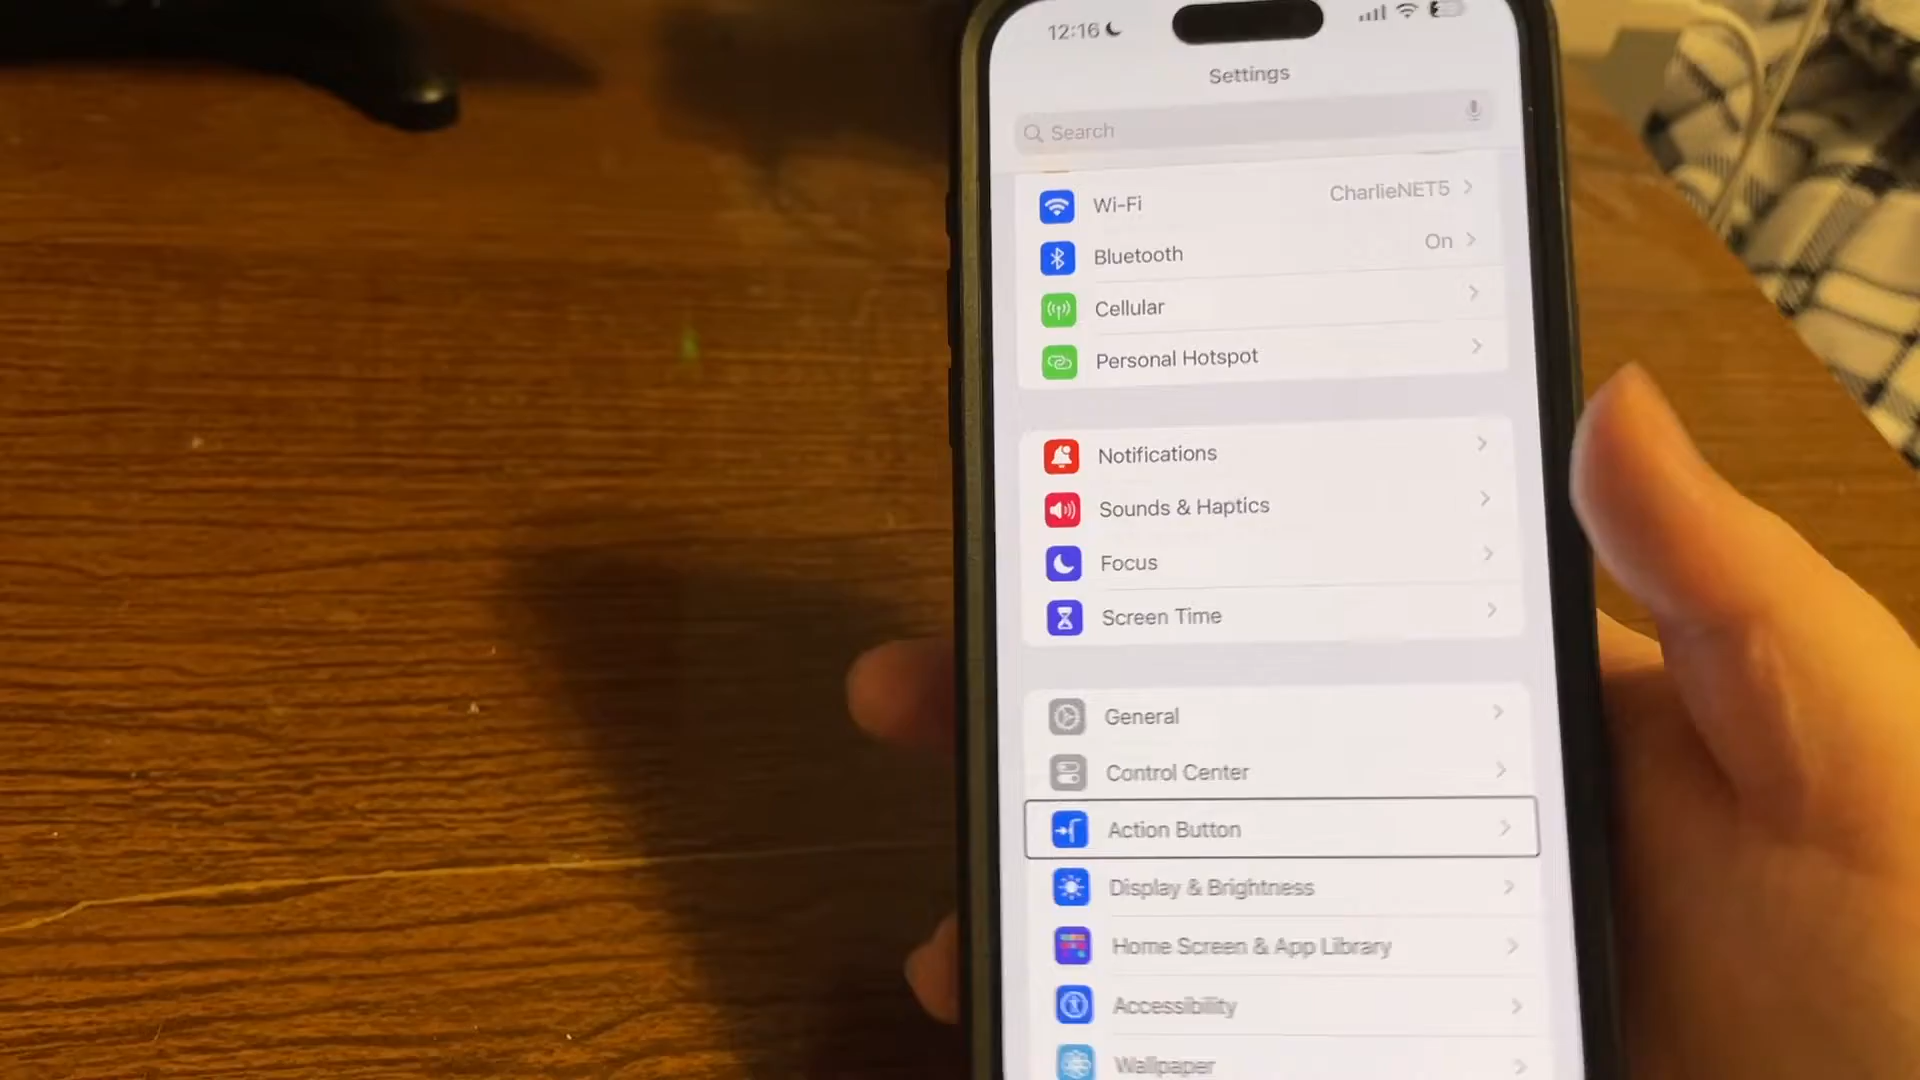 12:16
Settings
Search
Wi-Fi CharlieNET5
Bluetooth On
Cellular
Personal Hotspot
Notifications
Sounds & Haptics
Focus
Screen Time
General
Control Center
Action Button
Display & Brightness
Home Screen & App Library
Accessibility
Wallpaper